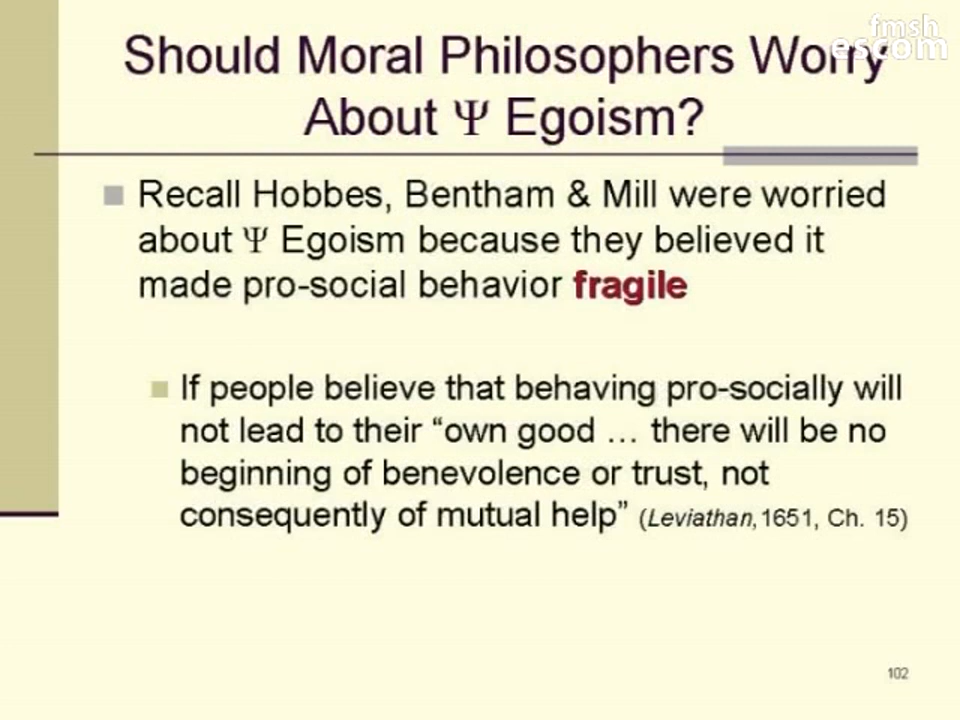 fmsh
escom
Should Moral Philosophers Worry
About Ψ Egoism?
Recall Hobbes, Bentham & Mill were worried
about Ψ Egoism because they believed it
made pro-social behavior fragile
If people believe that behaving pro-socially will
not lead to their “own good … there will be no
beginning of benevolence or trust, not
consequently of mutual help” (Leviathan,1651, Ch. 15)
102